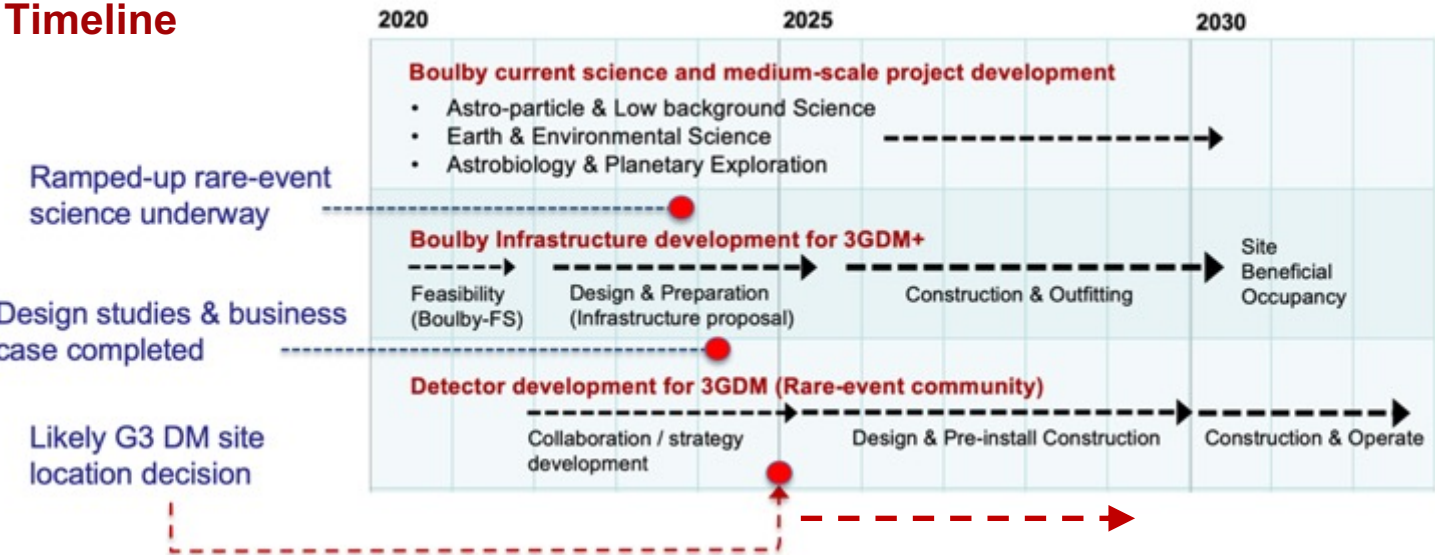 Timeline
2020
2025
2030
Boulby current science and medium-scale project development
• Astro-particle & Low background Science
• Earth & Environmental Science
• Astrobiology & Planetary Exploration
Ramped-up rare-event
science underway
Boulby Infrastructure development for 3GDM+
Feasibility
(Boulby-FS)
Design & Preparation
(Infrastructure proposal)
Construction & Outfitting
Site
Beneficial
Occupancy
Design studies & business
case completed
Detector development for 3GDM (Rare-event community)
Collaboration / strategy
development
Design & Pre-install Construction
Construction & Operate
Likely G3 DM site
location decision